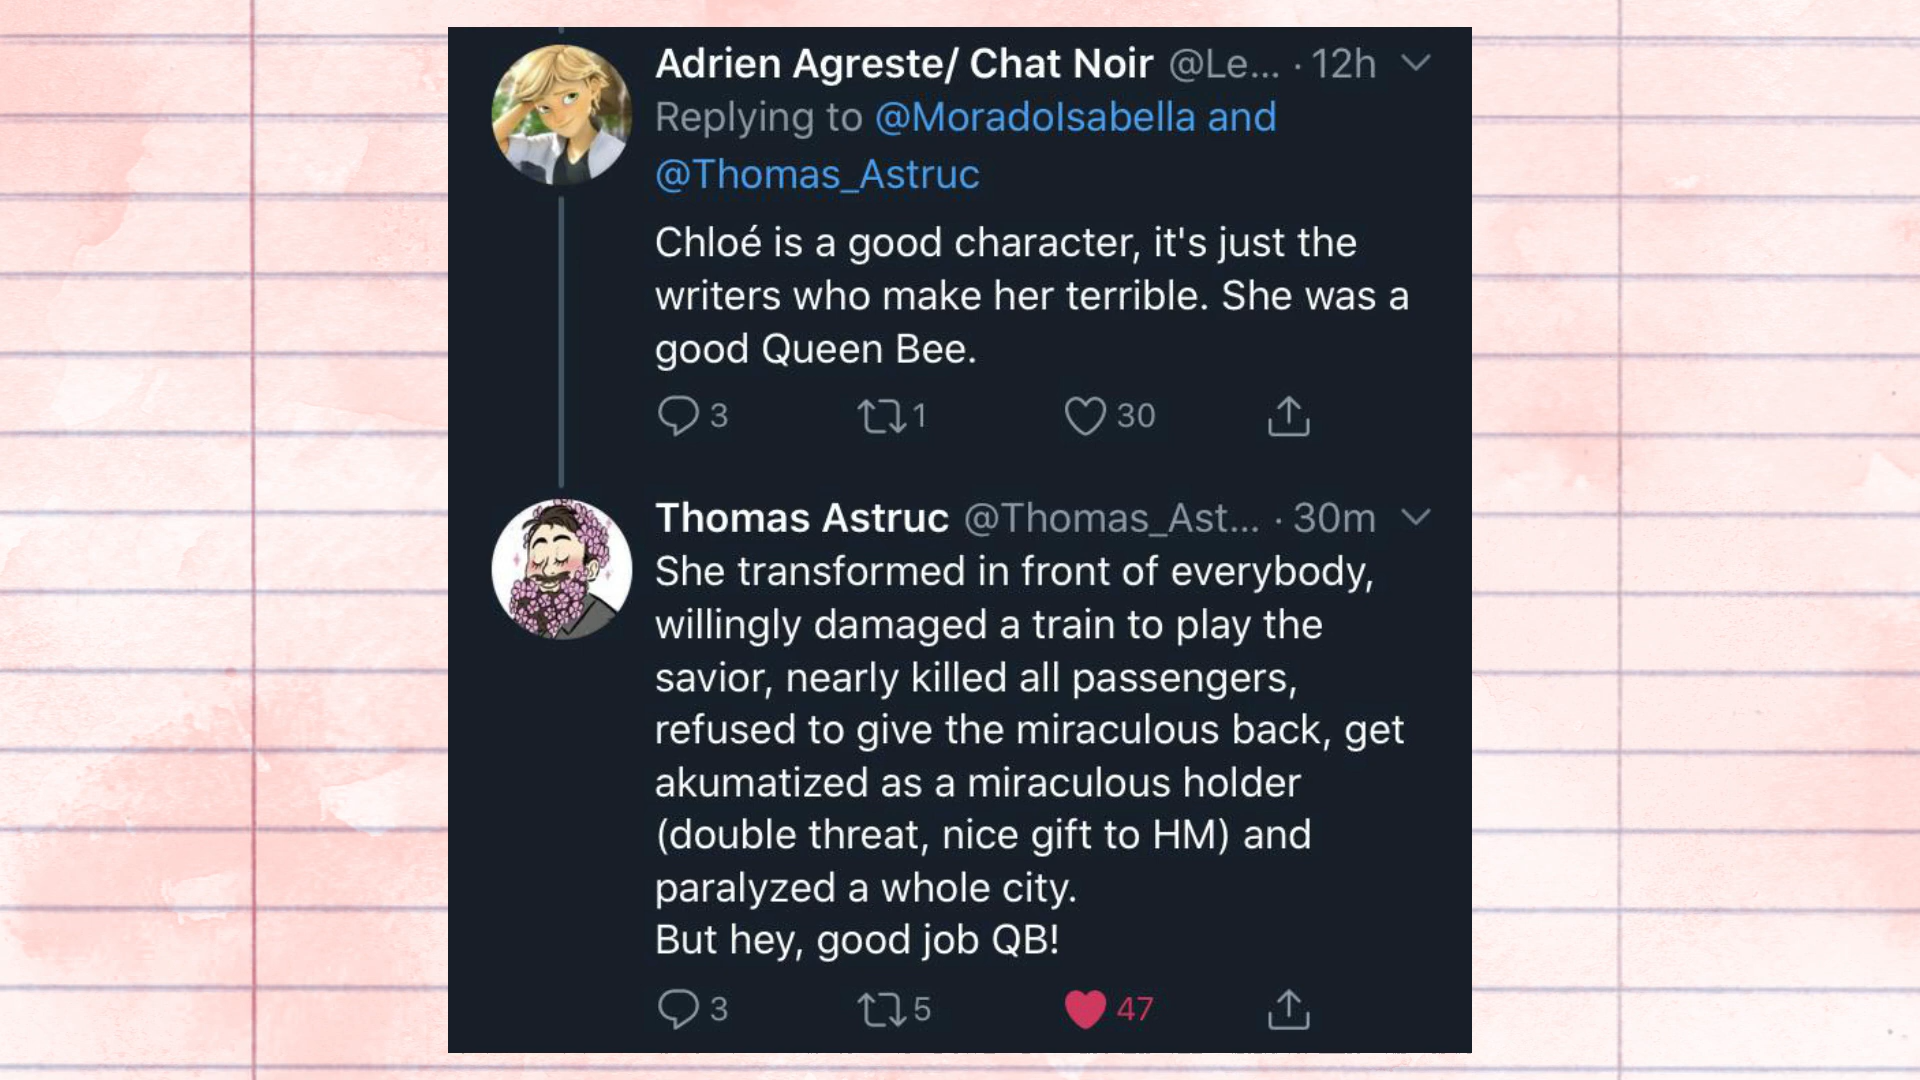 Adrien Agreste/ Chat Noir @Le... · 12h
Replying to @MoradoIsabella and
@Thomas_Astruc
Chloé is a good character, it's just the
writers who make her terrible. She was a
good Queen Bee.
3 1 30
Thomas Astruc @Thomas_Ast... · 30m
She transformed in front of everybody,
willingly damaged a train to play the
savior, nearly killed all passengers,
refused to give the miraculous back, get
akumatized as a miraculous holder
(double threat, nice gift to HM) and
paralyzed a whole city.
But hey, good job QB!
3 5 47